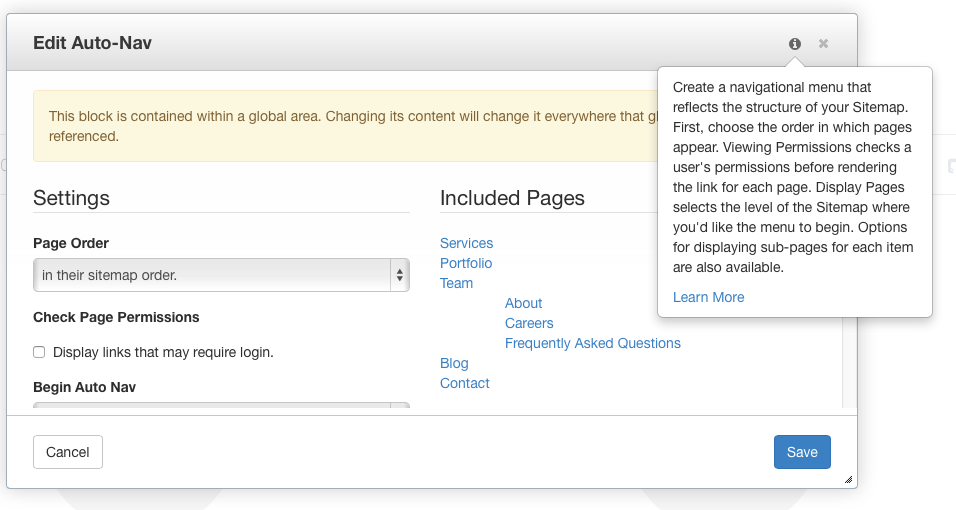 Edit Auto-Nav
This block is contained within a global area. Changing its content will change it everywhere that
referenced.
Create a navigational menu that
reflects the structure of your Sitemap.
First, choose the order in which pages
appear. Viewing Permissions checks a
user's permissions before rendering
the link for each page. Display Pages
selects the level of the Sitemap where
you'd like the menu to begin. Options
for displaying sub-pages for each item
are also available.
Learn More
Settings
Page Order
in their sitemap order.
Check Page Permissions
Display links that may require login.
Begin Auto Nav
Included Pages
Services
Portfolio
Team
About
Careers
Frequently Asked Questions
Blog
Contact
Cancel
Save